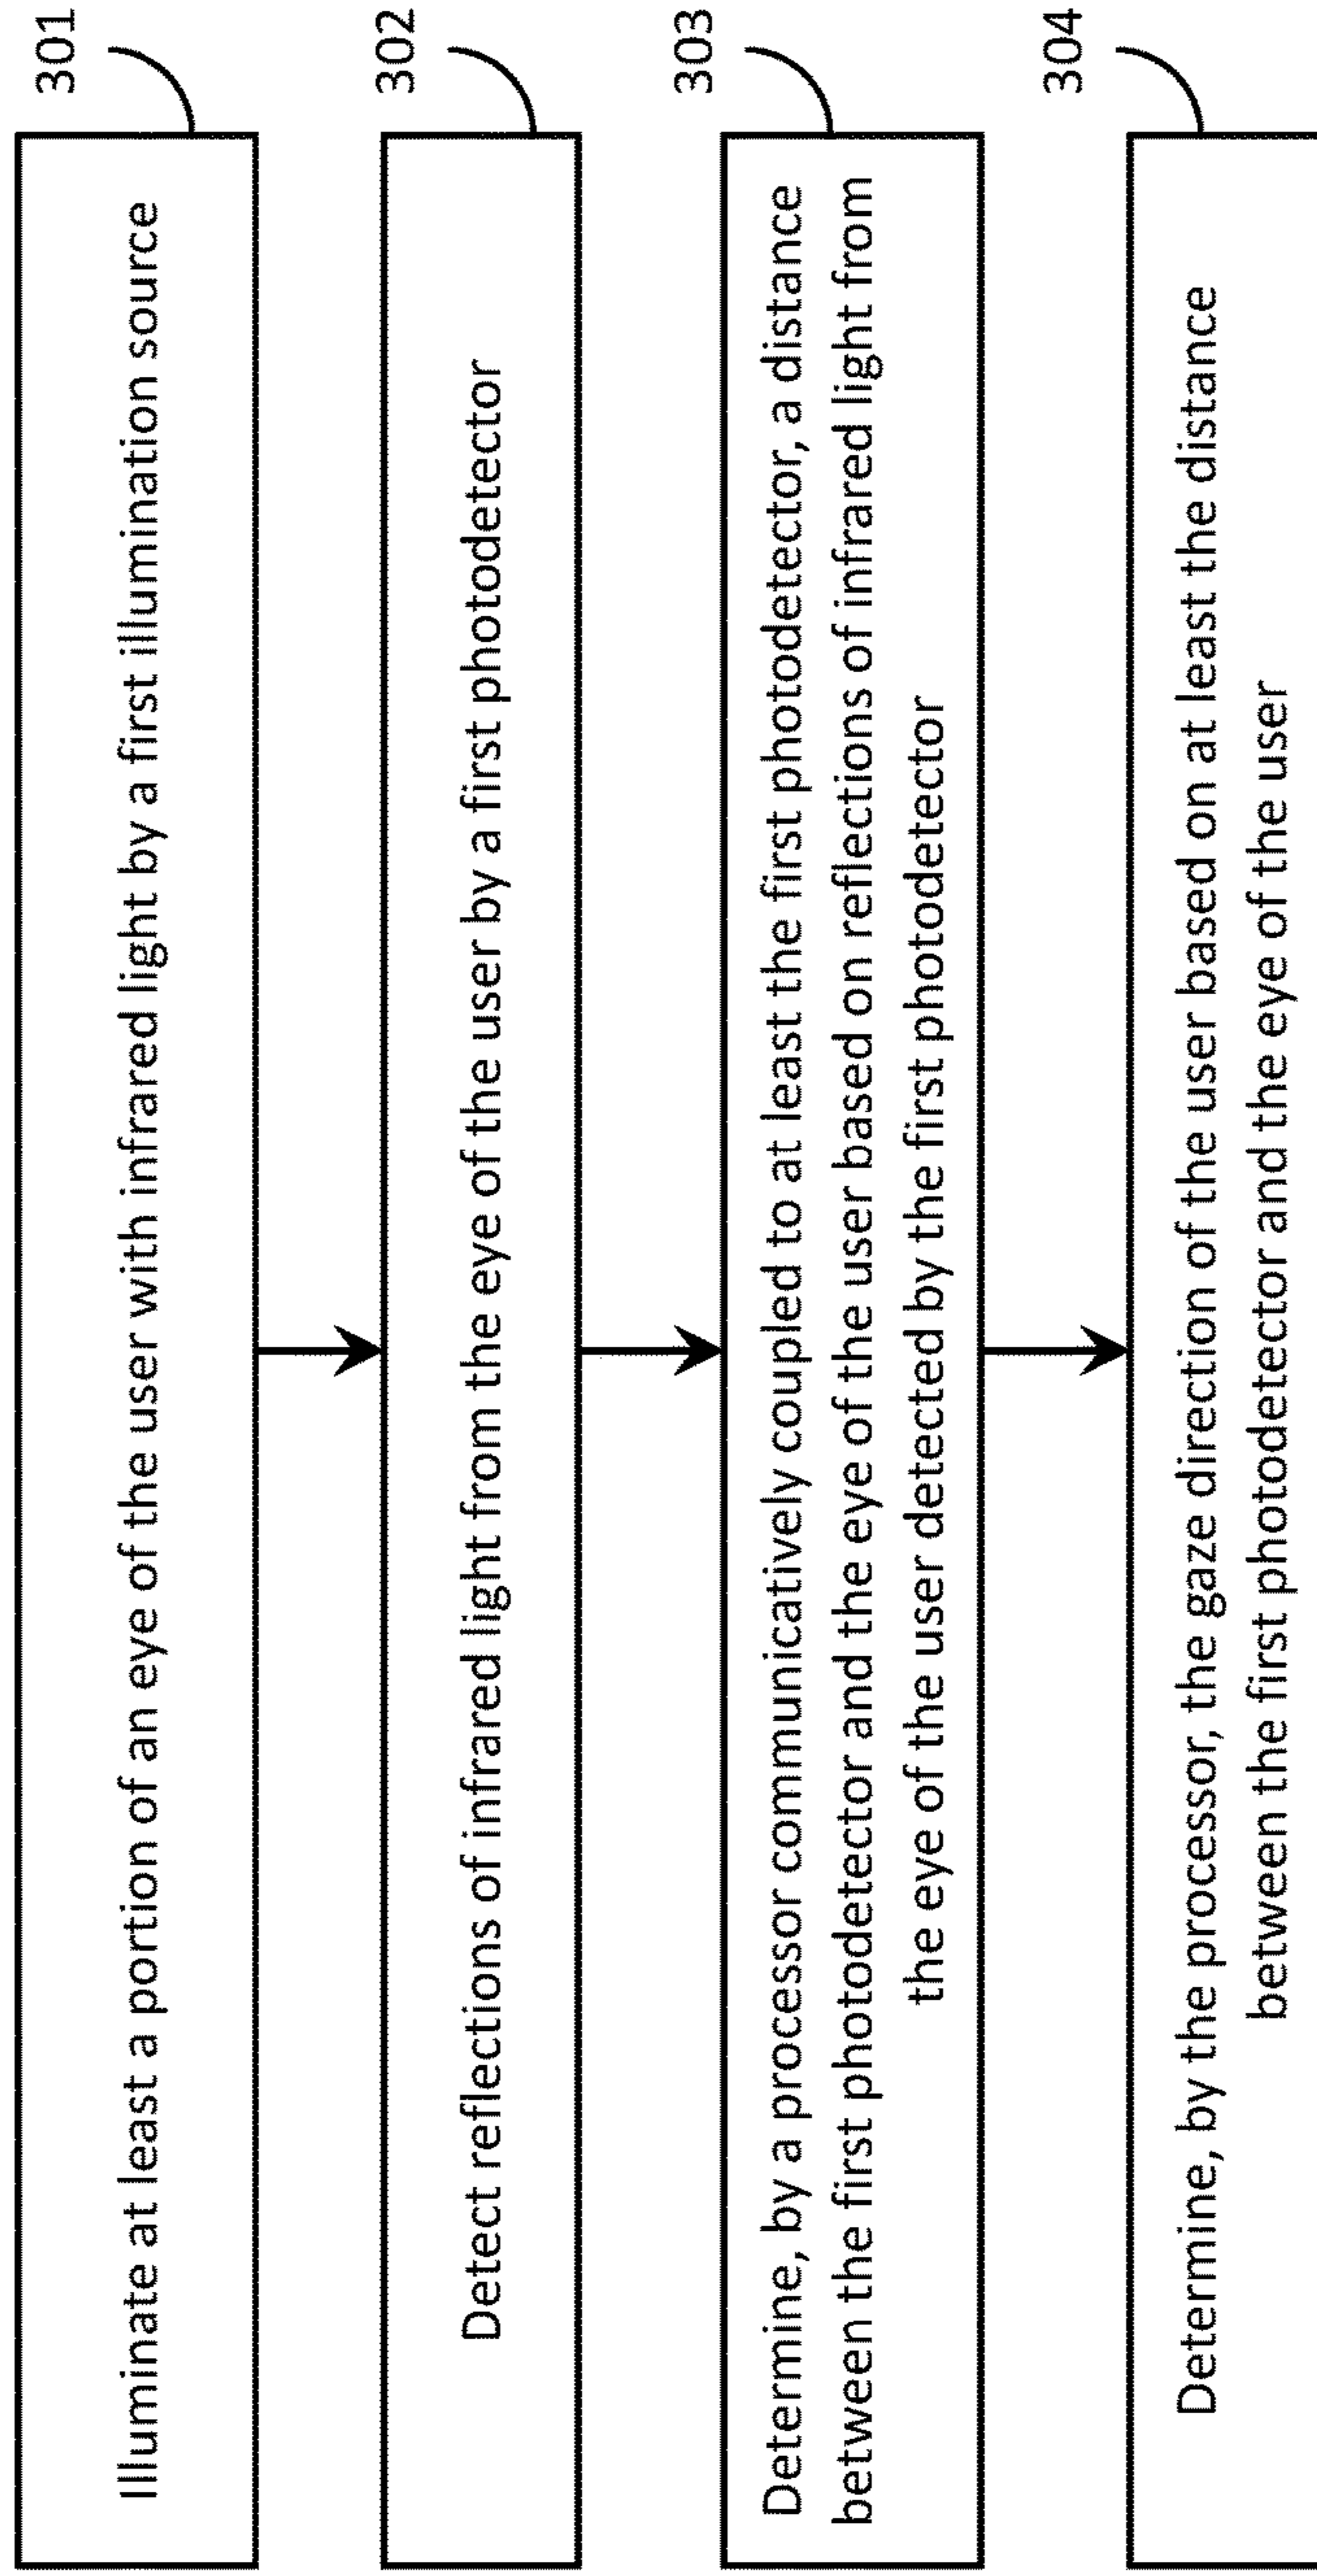 301
Illuminate at least a portion of an eye of the user with infrared light by a first illumination source
302
Detect reflections of infrared light from the eye of the user by a first photodetector
303
Determine, by a processor communicatively coupled to at least the first photodetector, a distance
between the first photodetector and the eye of the user based on reflections of infrared light from
the eye of the user detected by the first photodetector
304
Determine, by the processor, the gaze direction of the user based on at least the distance
between the first photodetector and the eye of the user